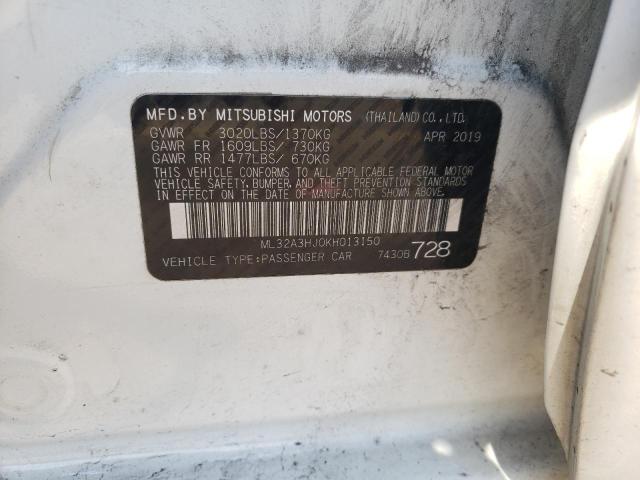 MFD.BY MITSUBISHI MOTORS (THAILAND) CO.,LTD.
GVWR 3020LBS/1370KG APR 2019
GAWR FR 1609LBS/ 730KG
GAWR RR 1477LBS/ 670KG
THIS VEHICLE CONFORMS TO ALL APPLICABLE FEDERAL MOTOR
VEHICLE SAFETY, BUMPER, AND THEFT PREVENTION STANDARDS
IN EFFECT ON THE DATE OF MANUFACTURE SHOWN ABOVE.
ML32A3HJ0KH013150
VEHICLE TYPE:PASSENGER CAR 7430B 728